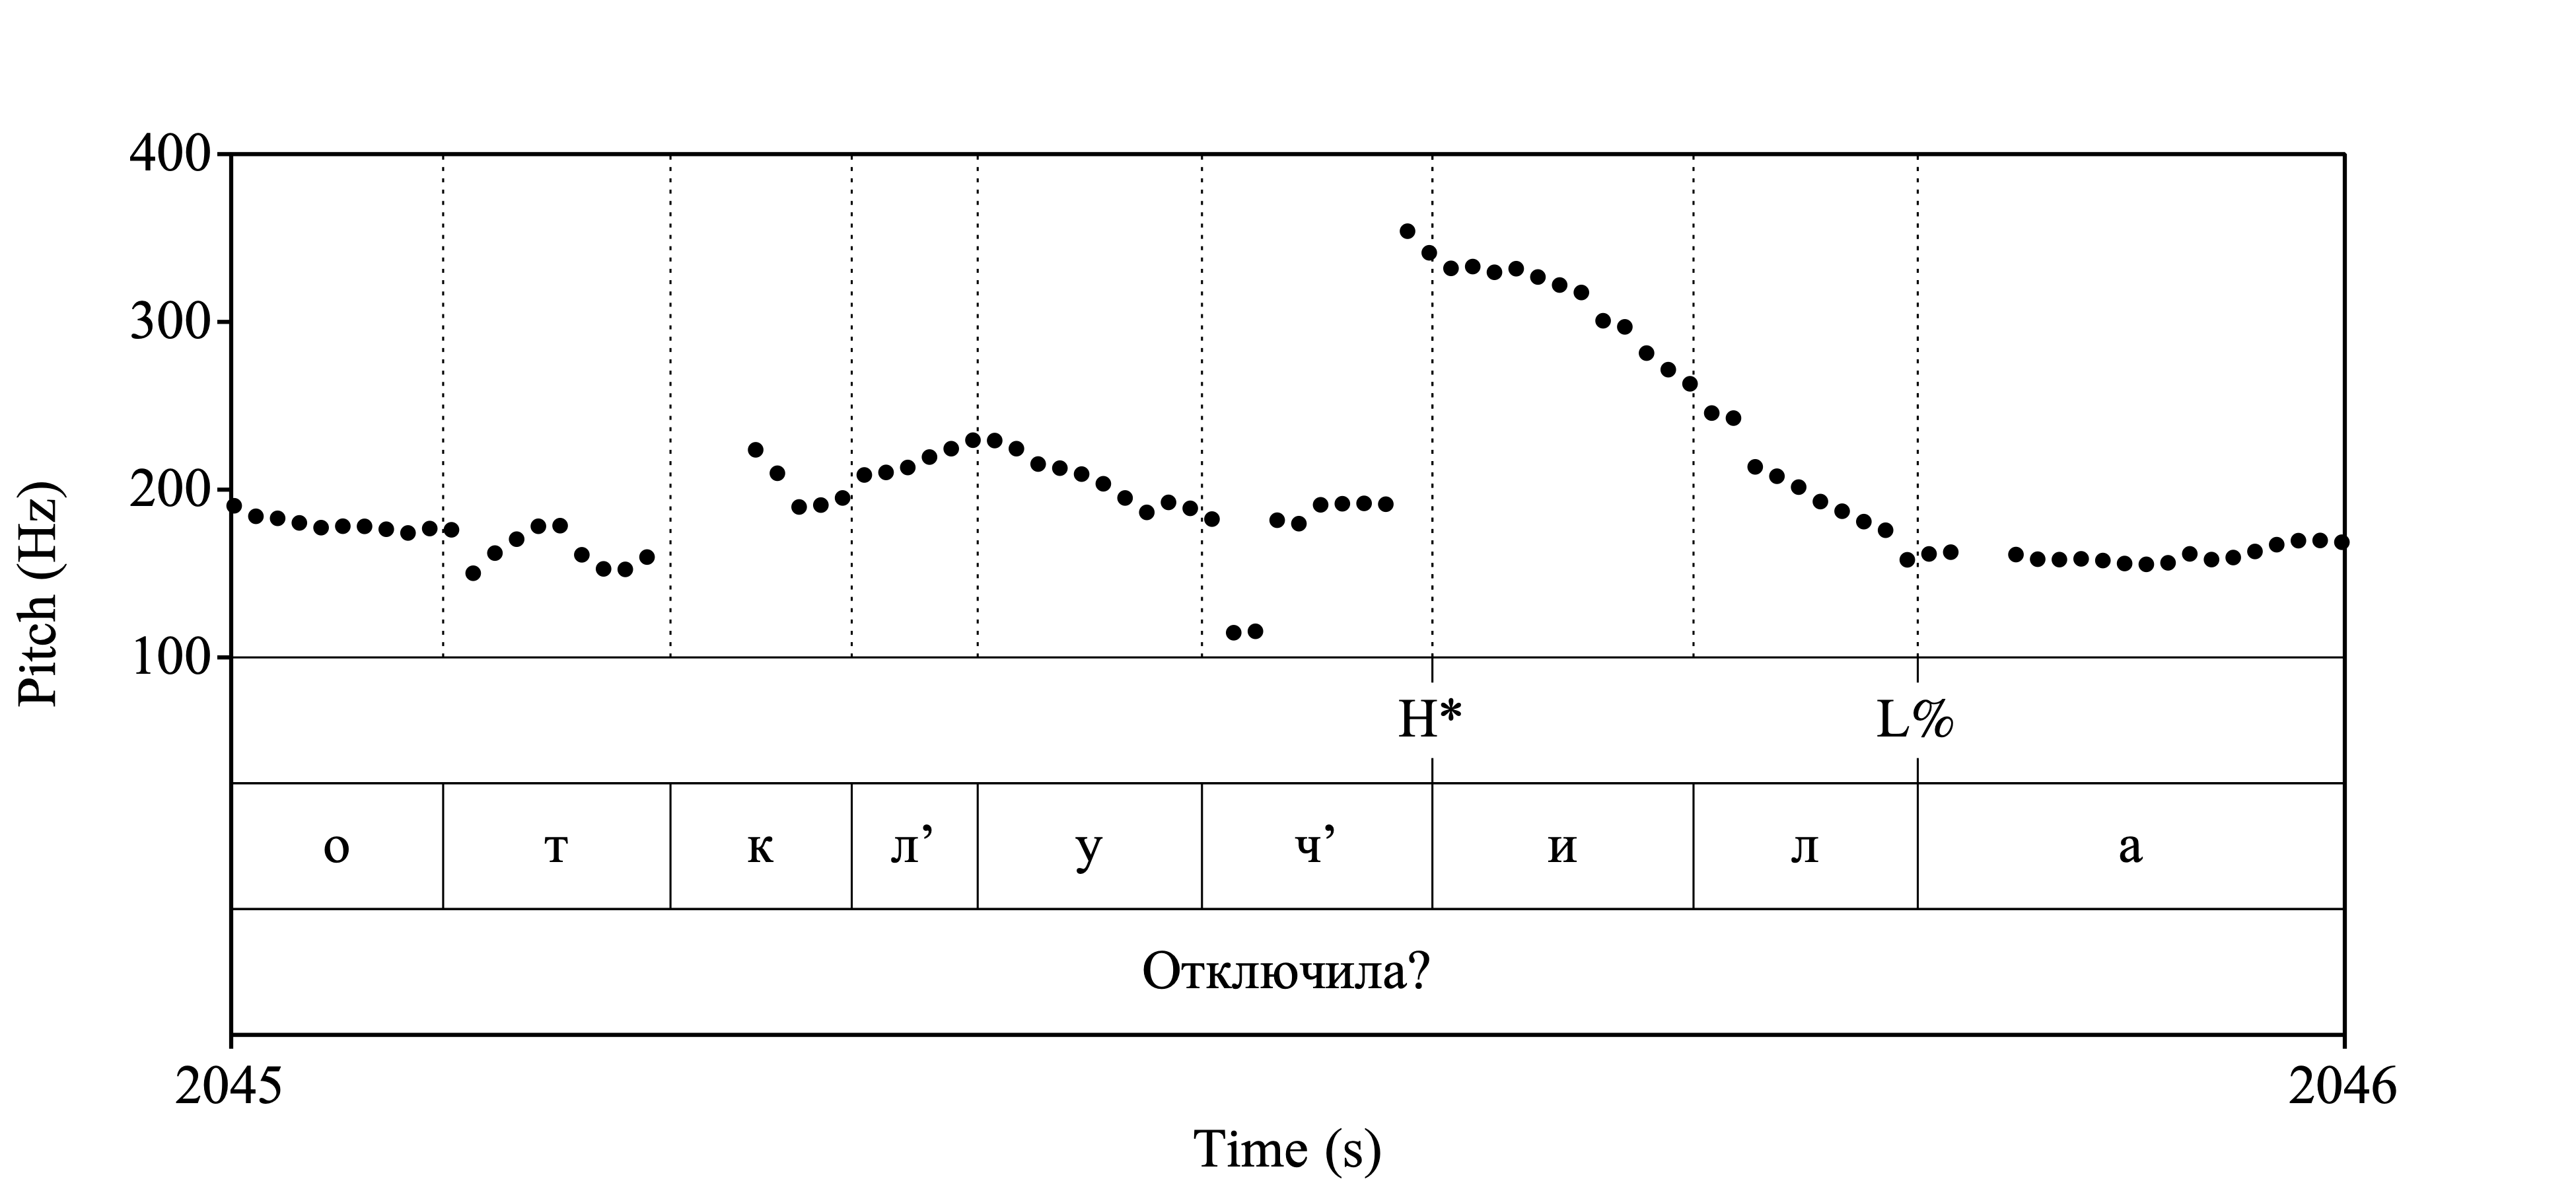 400
300
200
100
Pitch (Hz)
H* L%
о т к л’ у ч’ и л а
Отключила?
2045 2046
Time (s)